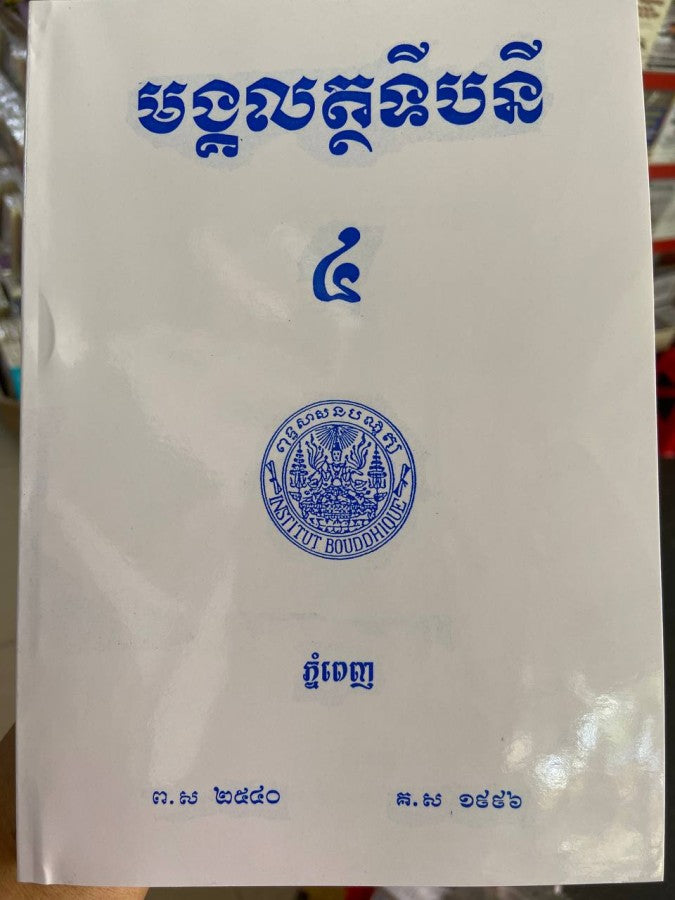 មង្គលត្ថទីបនី
៤
ពុទ្ធសាសនបណ្ឌិត្យ
INSTITUT BOUDDHIQUE
ភ្នំពេញ
ព.ស ២៥៤០
គ.ស ១៩៩៦